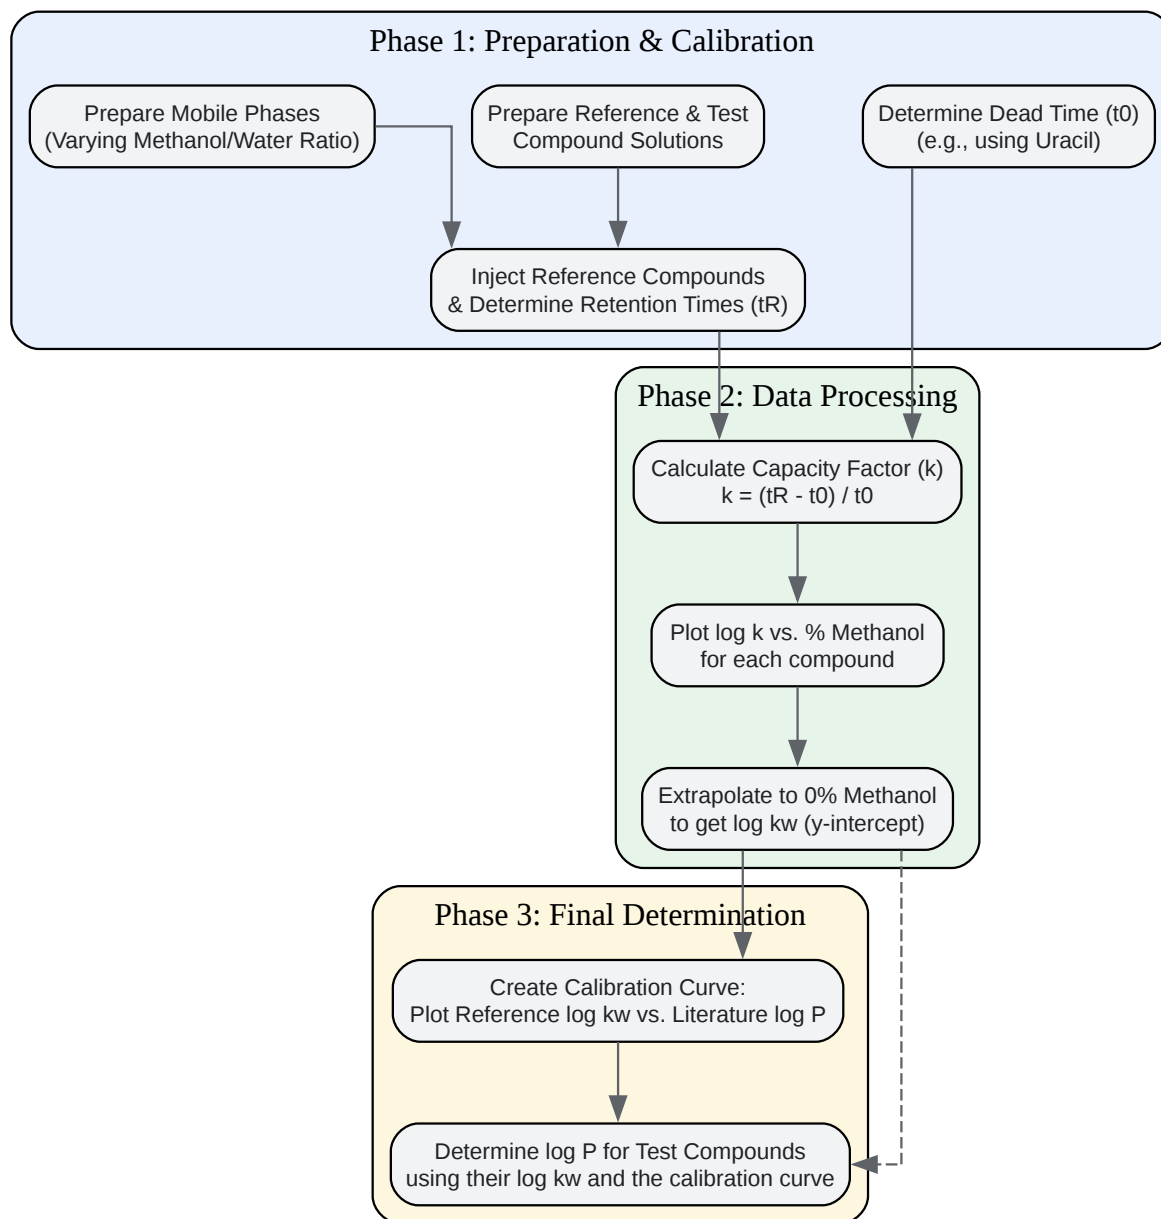 Phase 1: Preparation & Calibration
Prepare Mobile Phases
(Varying Methanol/Water Ratio)
Prepare Reference & Test
Compound Solutions
Determine Dead Time (t0)
(e.g., using Uracil)
Inject Reference Compounds
& Determine Retention Times (tR)
Phase 2: Data Processing
Calculate Capacity Factor (k)
k = (tR - t0) / t0
Plot log k vs. % Methanol
for each compound
Extrapolate to 0% Methanol
to get log kw (y-intercept)
Phase 3: Final Determination
Create Calibration Curve:
Plot Reference log kw vs. Literature log P
Determine log P for Test Compounds
using their log kw and the calibration curve